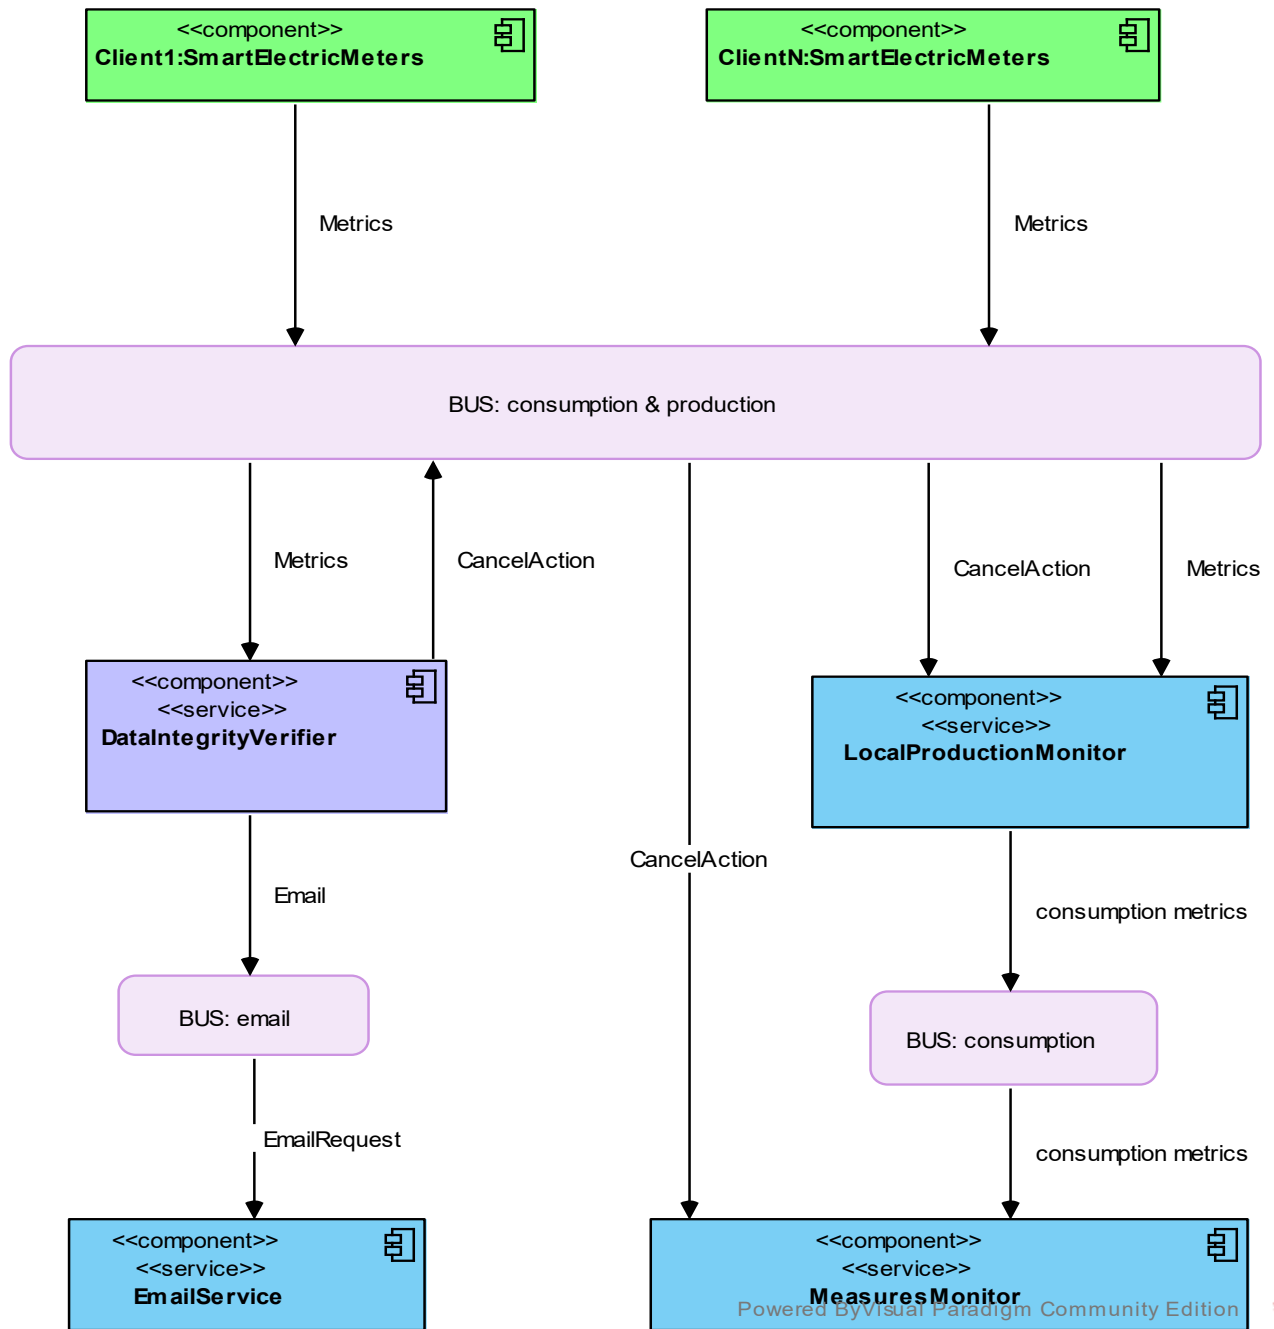 <<component>>
Client1:SmartElectricMeters
<<component>>
ClientN:SmartElectricMeters
Metrics
Metrics
BUS: consumption & production
Metrics
CancelAction
CancelAction
Metrics
<<component>>
<<service>>
DataIntegrityVerifier
<<component>>
<<service>>
LocalProductionMonitor
CancelAction
Email
consumption metrics
BUS: email
BUS: consumption
EmailRequest
consumption metrics
<<component>>
<<service>>
EmailService
<<component>>
<<service>>
MeasuresMonitor
Powered ByVisual Paradigm Community Edition